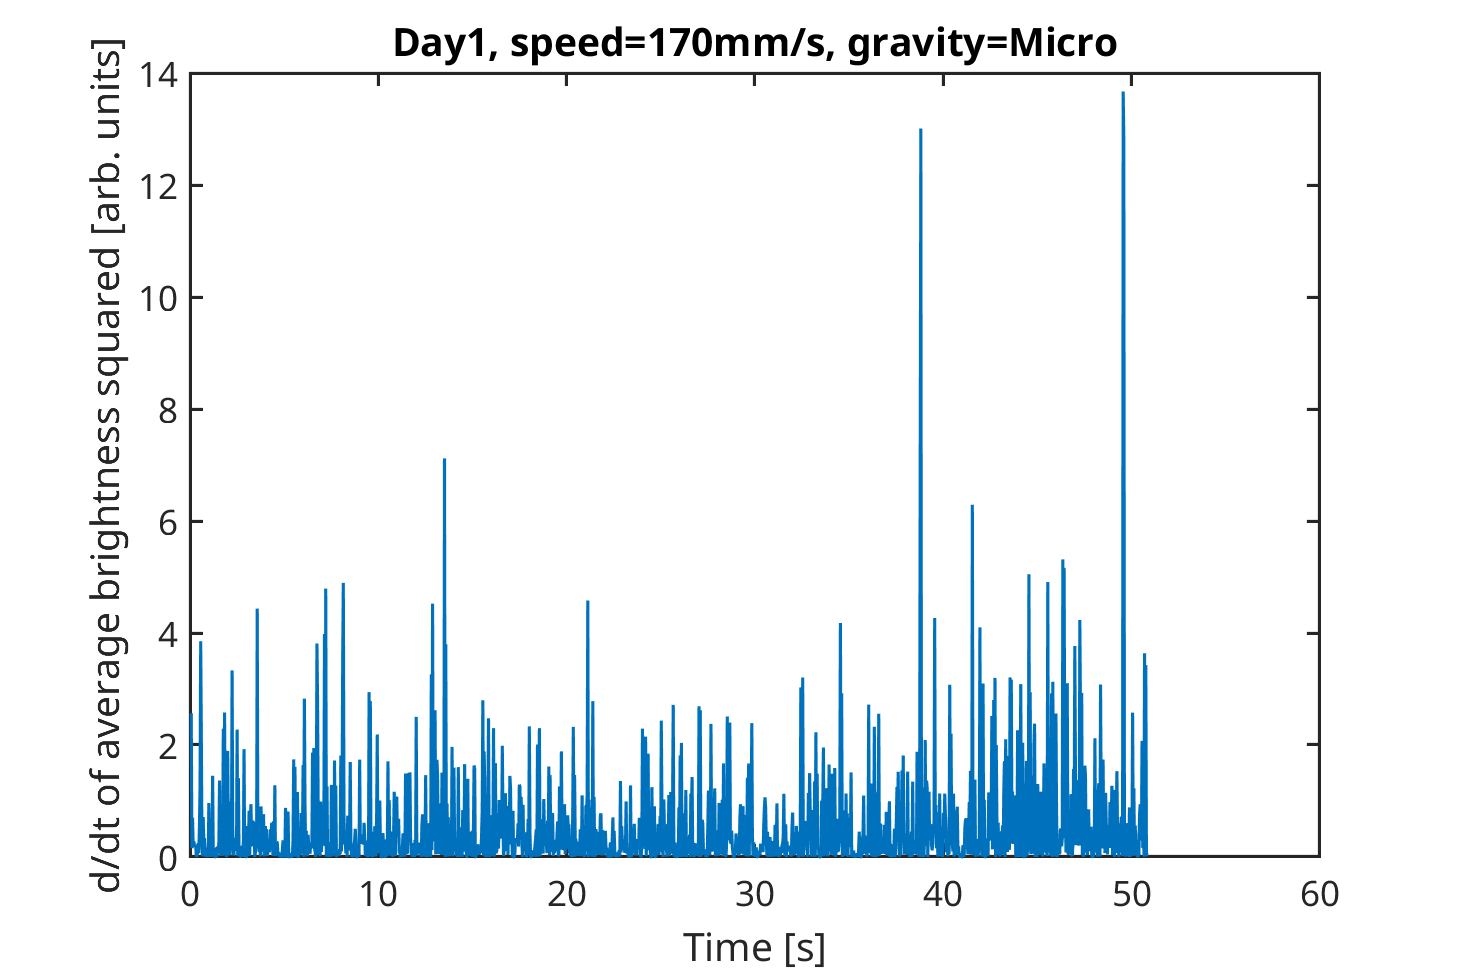 Day1, speed=170mm/s, gravity=Micro
d/dt of average brightness squared [arb. units]
14
12
10
8
6
4
2
0
0 10 20 30 40 50 60
Time [s]